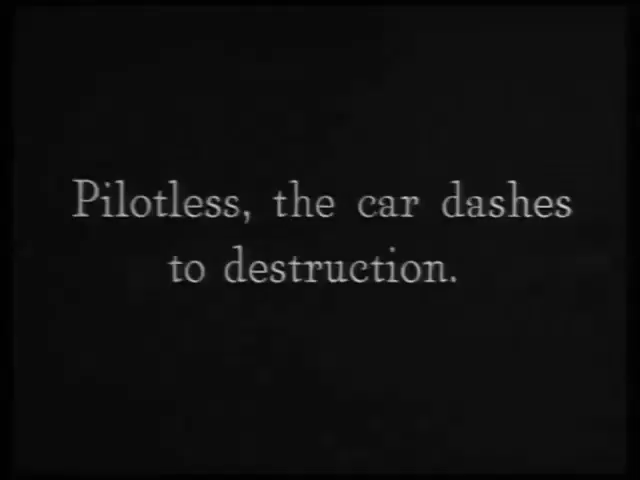 Pilotless, the car dashes
to destruction.